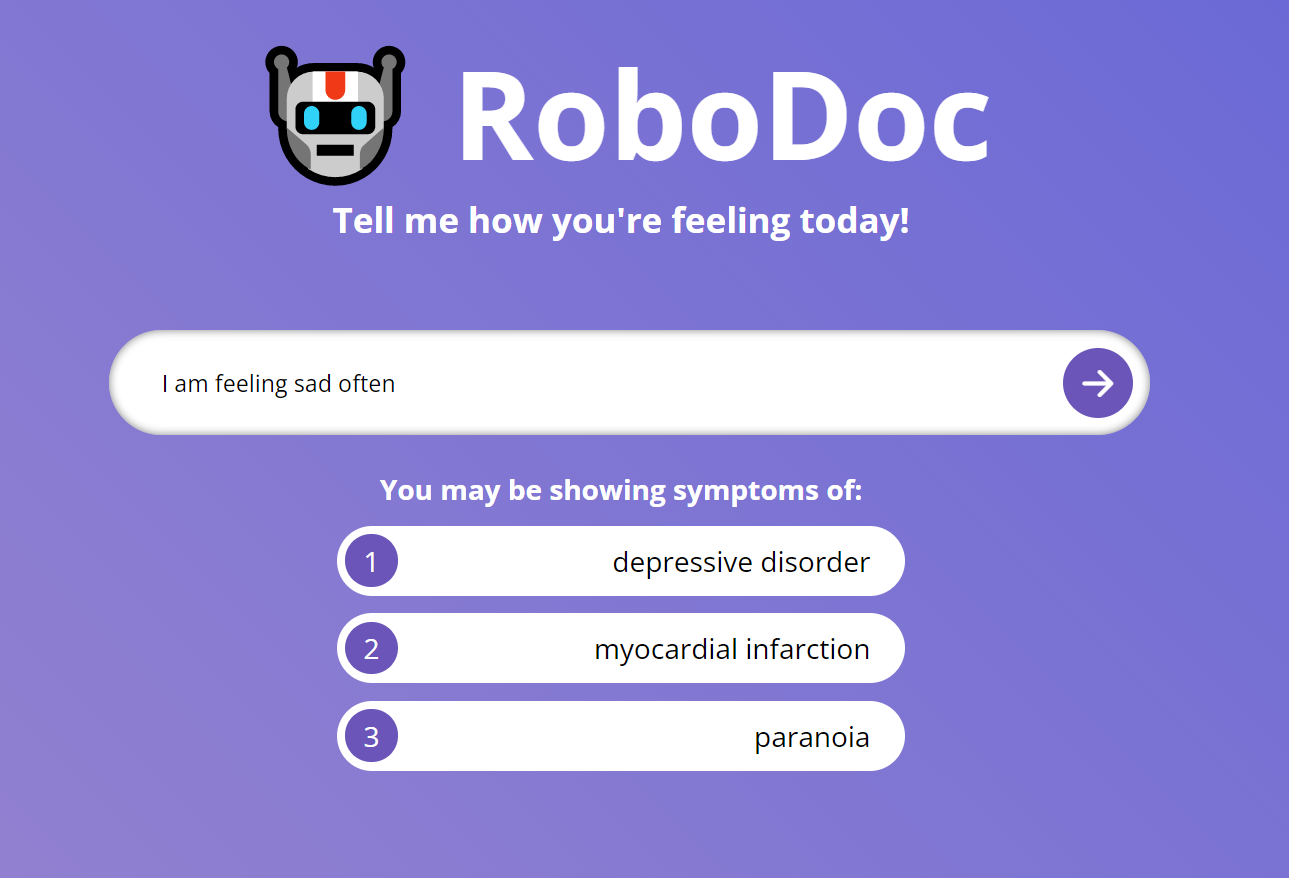 RoboDoc
Tell me how you're feeling today!
I am feeling sad often
You may be showing symptoms of:
1 depressive disorder
2 myocardial infarction
3 paranoia